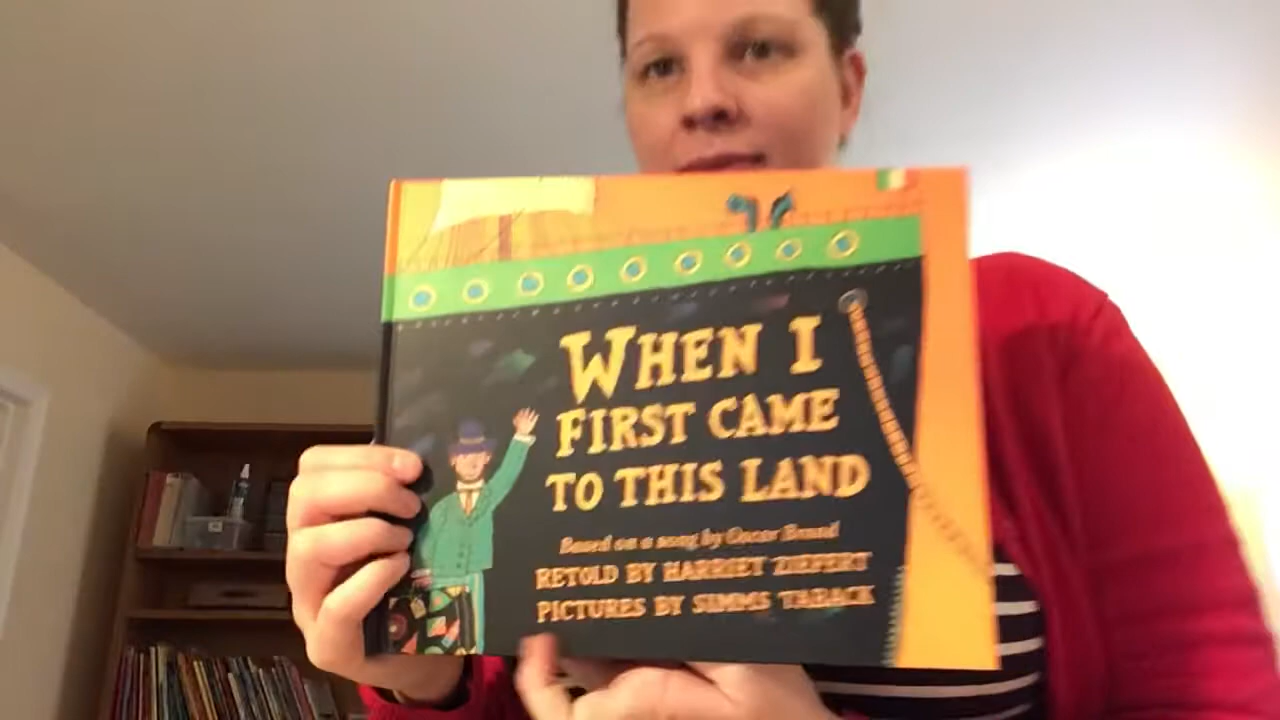 WHEN I
FIRST CAME
TO THIS LAND
Based on a song by Oscar Brand
RETOLD BY HARRIET ZIEFERT
PICTURES BY SIMMS TABACK